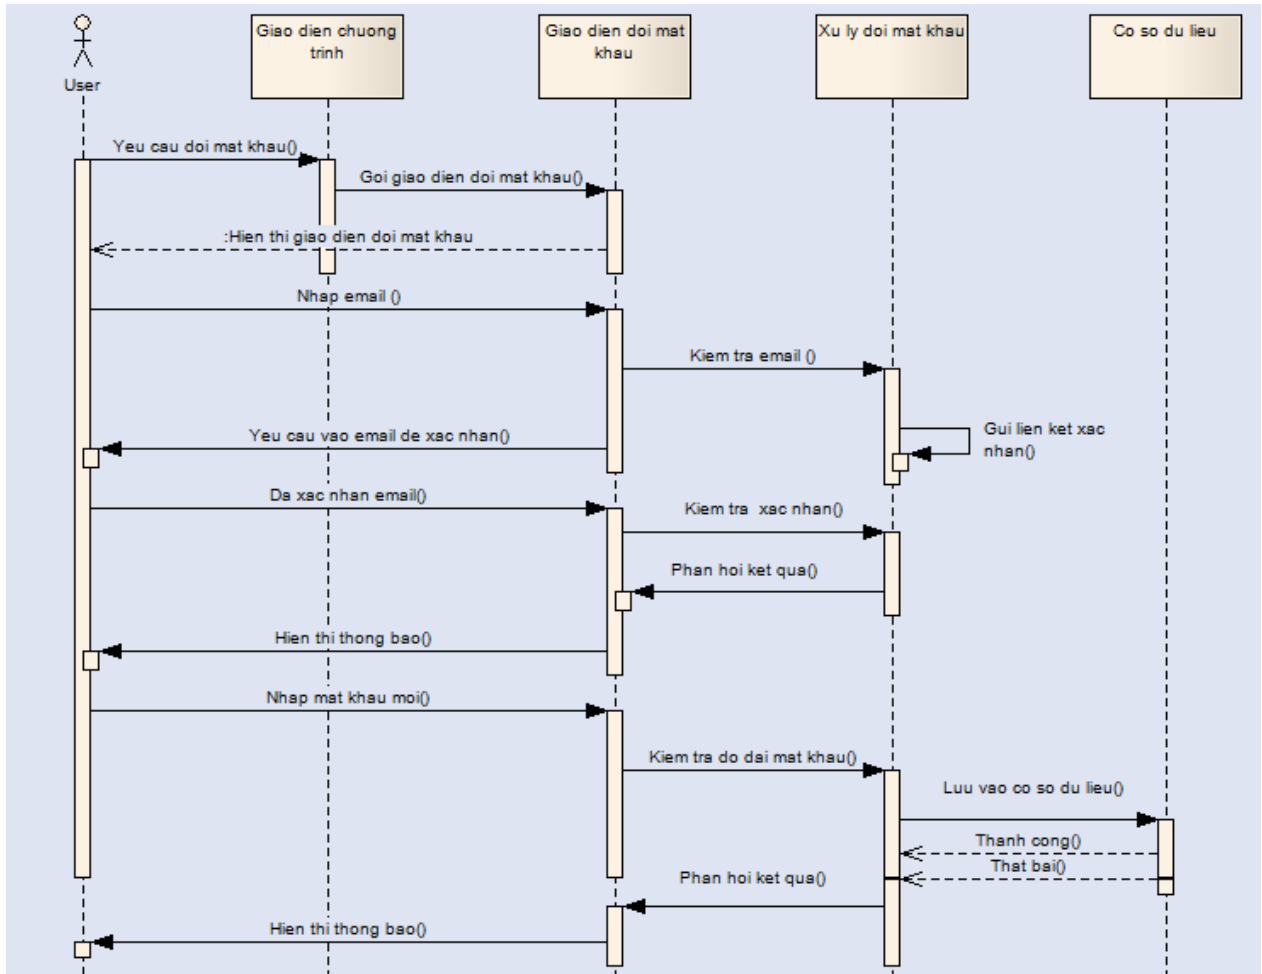 Giao dien chuong
trinh
Giao dien doi mat
khau
Xu ly doi mat khau
Co so du lieu
User
Yeu cau doi mat khau()
Goi giao dien doi mat khau()
:Hien thi giao dien doi mat khau
Nhap email ()
Kiem tra email ()
Gui lien ket xac
nhan()
Yeu cau vao email de xac nhan()
Da xac nhan email()
Kiem tra  xac nhan()
Phan hoi ket qua()
Hien thi thong bao()
Nhap mat khau moi()
Kiem tra do dai mat khau()
Luu vao co so du lieu()
Thanh cong()
That bai()
Phan hoi ket qua()
Hien thi thong bao()